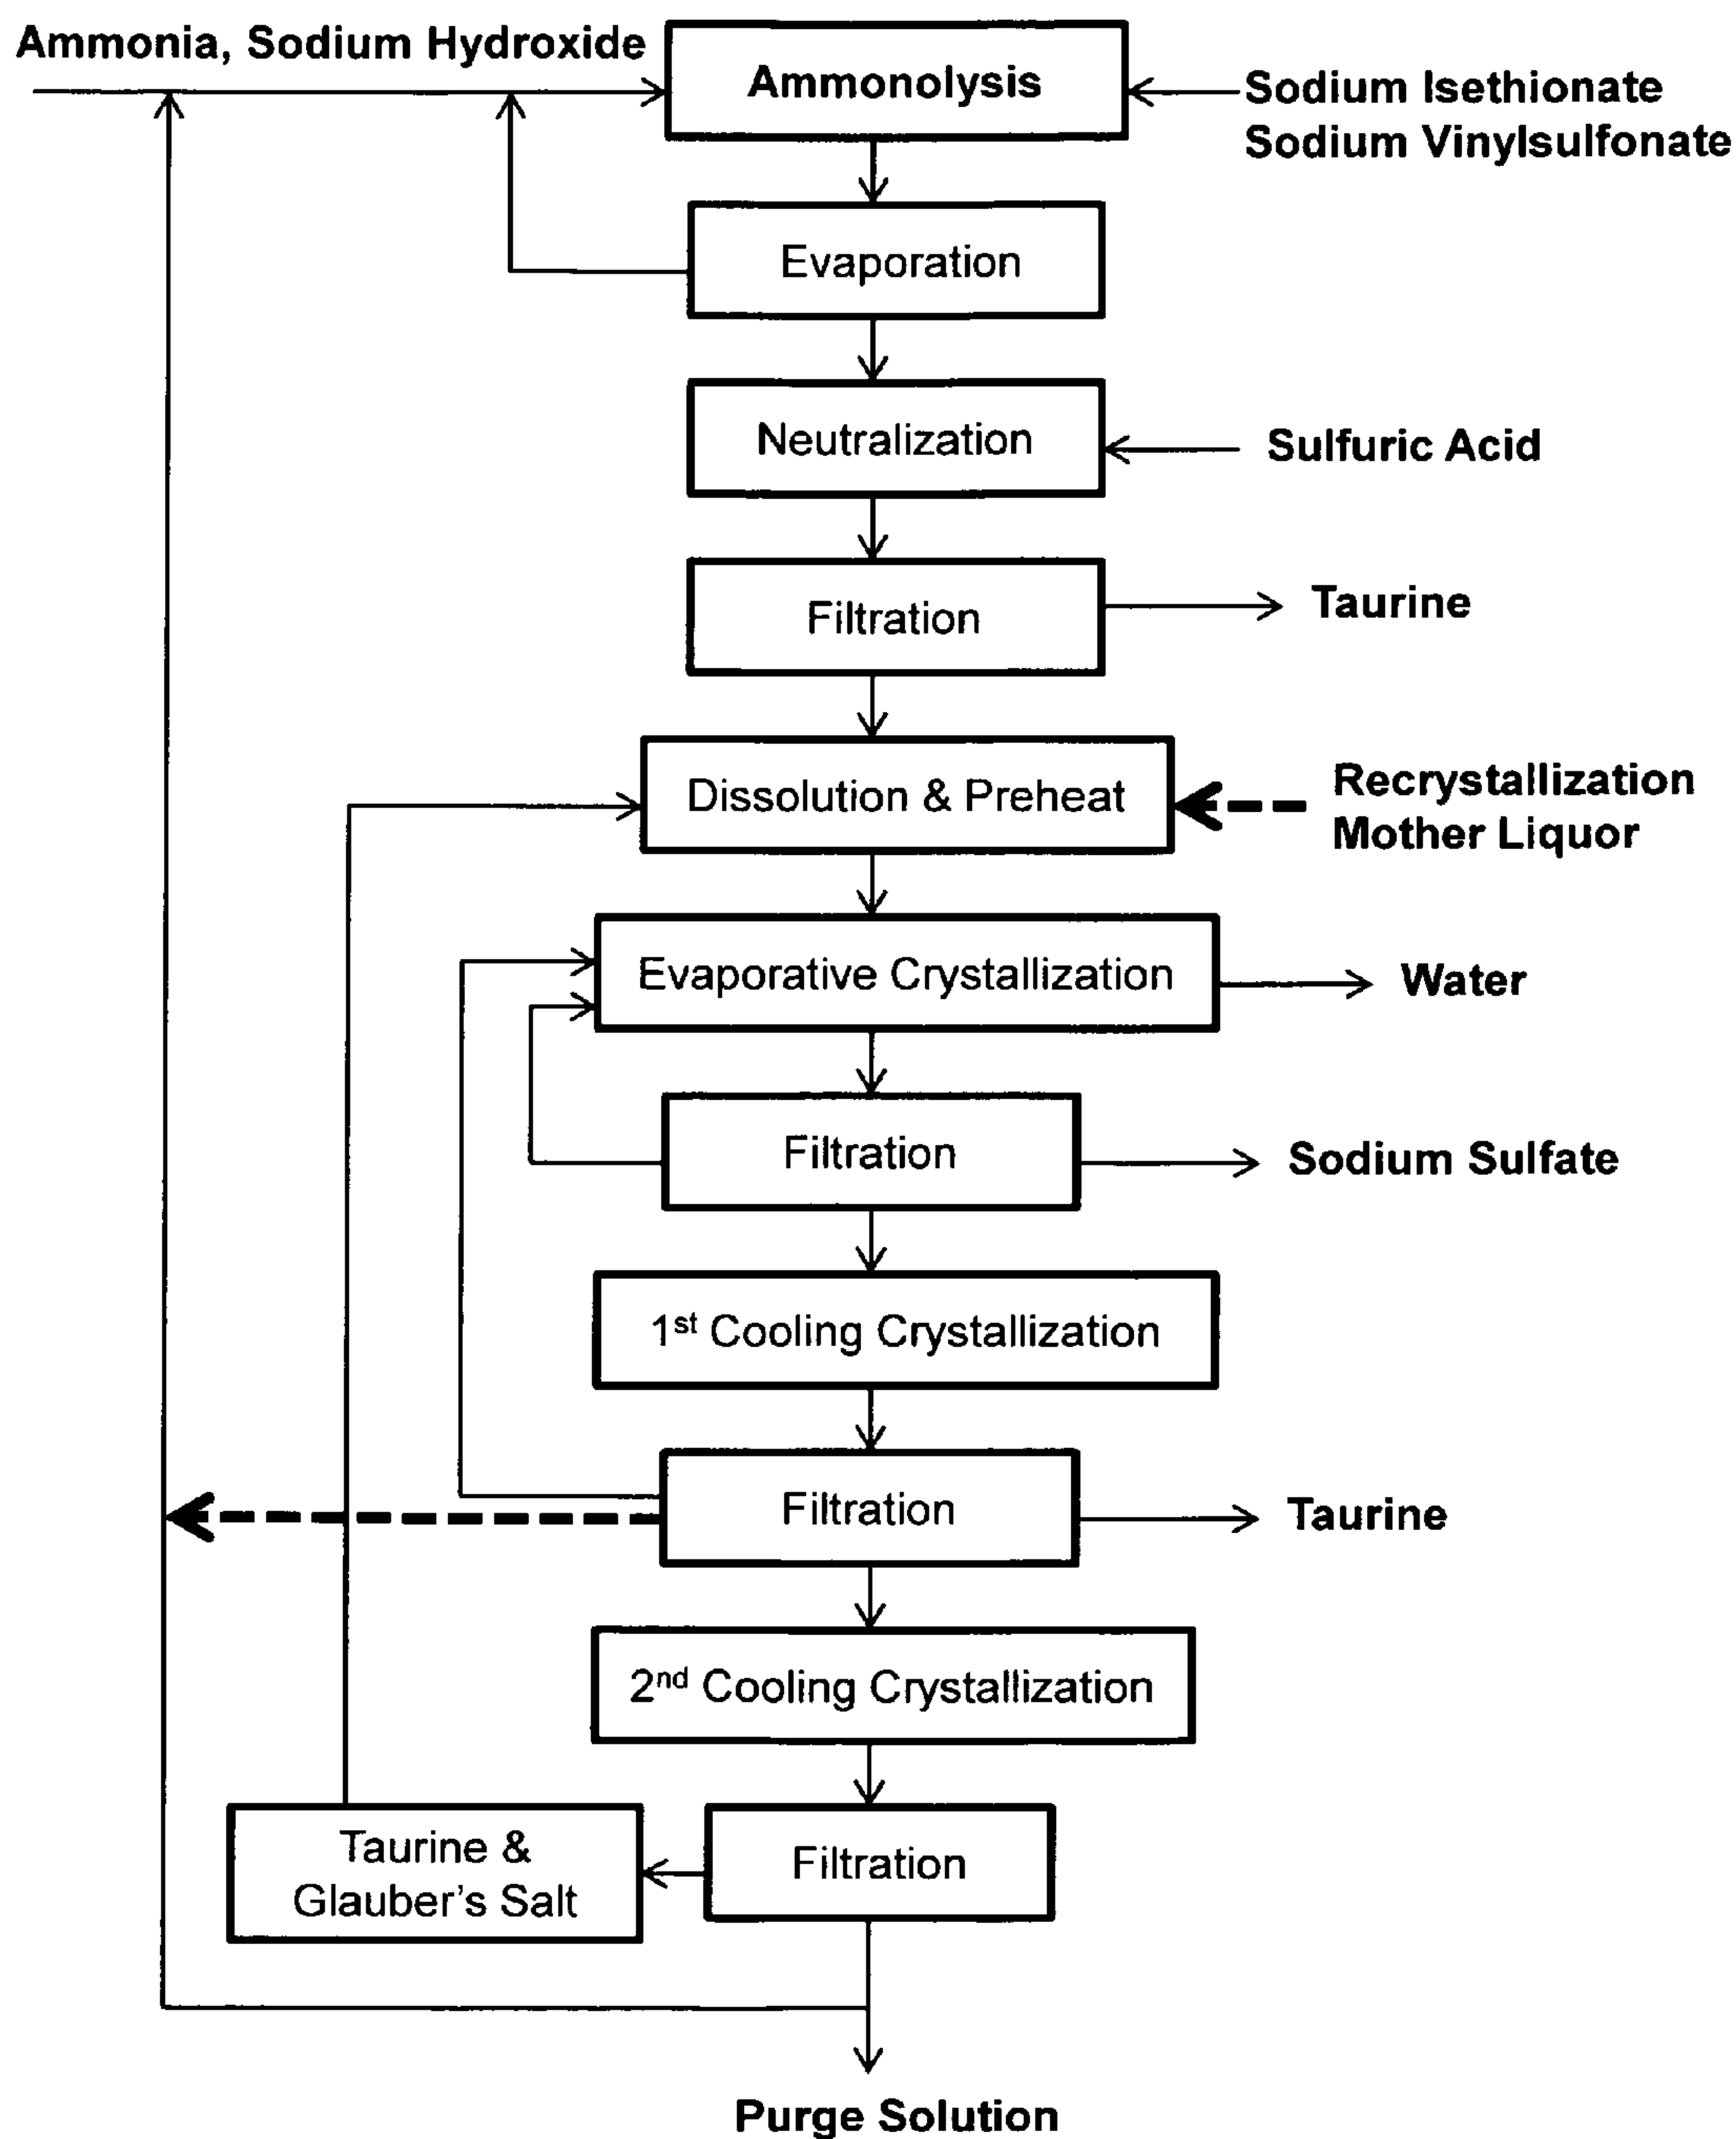 Ammonia, Sodium Hydroxide
Ammonolysis
Sodium Isethionate
Sodium Vinylsulfonate
Evaporation
Neutralization
Sulfuric Acid
Filtration
Taurine
Dissolution & Preheat
Recrystallization
Mother Liquor
Evaporative Crystallization
Water
Filtration
Sodium Sulfate
1st Cooling Crystallization
Filtration
Taurine
2nd Cooling Crystallization
Taurine &
Glauber's Salt
Filtration
Purge Solution